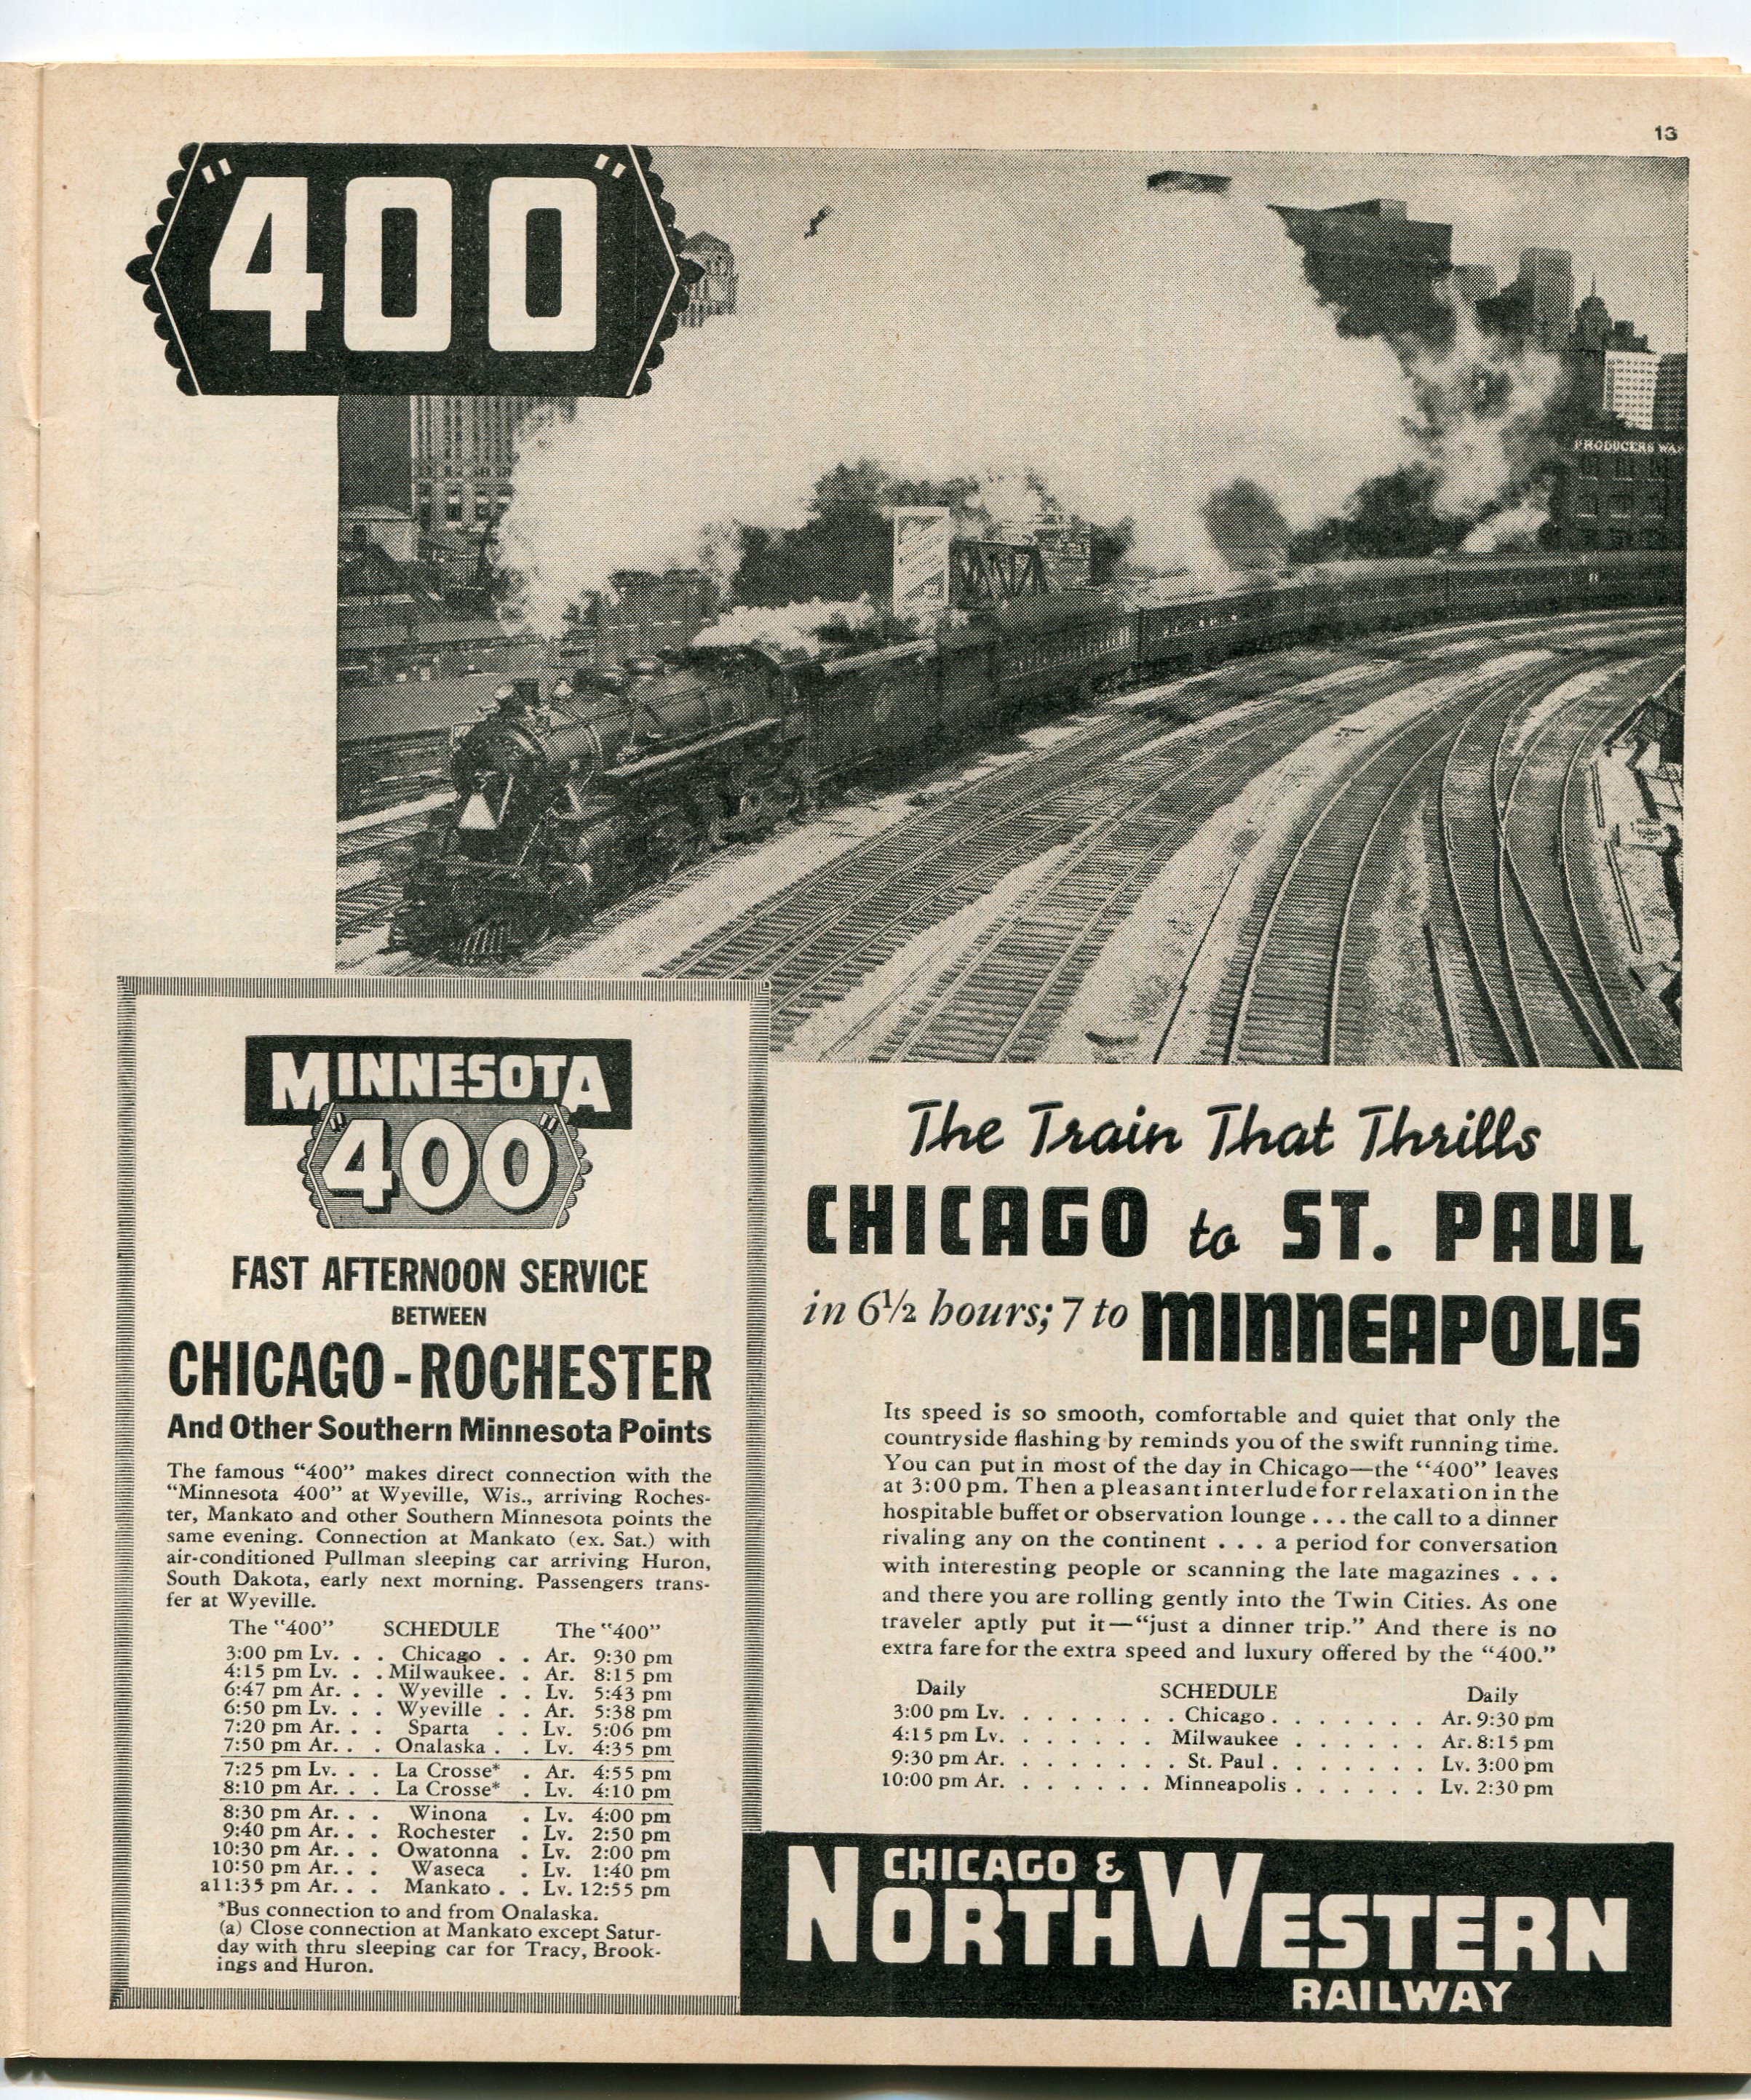 13
"400"
PRODUCERS WA
MINNESOTA
"400"
FAST AFTERNOON SERVICE
BETWEEN
CHICAGO - ROCHESTER
And Other Southern Minnesota Points
The famous “400” makes direct connection with the
“Minnesota 400” at Wyeville, Wis., arriving Roches-
ter, Mankato and other Southern Minnesota points the
same evening. Connection at Mankato (ex. Sat.) with
air-conditioned Pullman sleeping car arriving Huron,
South Dakota, early next morning. Passengers trans-
fer at Wyeville.
The "400" SCHEDULE The "400"
3:00 pm Lv. . . Chicago . . Ar. 9:30 pm
4:15 pm Lv. . . Milwaukee. . Ar. 8:15 pm
6:47 pm Ar. . . Wyeville . . Lv. 5:43 pm
6:50 pm Lv. . . Wyeville . . Ar. 5:38 pm
7:20 pm Ar. . . Sparta . . Lv. 5:06 pm
7:50 pm Ar. . . Onalaska . . Lv. 4:35 pm
7:25 pm Lv. . . La Crosse* . Ar. 4:55 pm
8:10 pm Ar. . . La Crosse* . Lv. 4:10 pm
8:30 pm Ar. . . Winona . Lv. 4:00 pm
9:40 pm Ar. . . Rochester . Lv. 2:50 pm
10:30 pm Ar. . . Owatonna . Lv. 2:00 pm
10:50 pm Ar. . . Waseca . Lv. 1:40 pm
a11:35 pm Ar. . . Mankato . . Lv. 12:55 pm
*Bus connection to and from Onalaska.
(a) Close connection at Mankato except Satur-
day with thru sleeping car for Tracy, Brook-
ings and Huron.
The Train That Thrills
CHICAGO to ST. PAUL
in 6½ hours; 7 to MINNEAPOLIS
Its speed is so smooth, comfortable and quiet that only the
countryside flashing by reminds you of the swift running time.
You can put in most of the day in Chicago—the “400” leaves
at 3:00 pm. Then a pleasant interlude for relaxation in the
hospitable buffet or observation lounge . . . the call to a dinner
rivaling any on the continent . . . a period for conversation
with interesting people or scanning the late magazines . . .
and there you are rolling gently into the Twin Cities. As one
traveler aptly put it—“just a dinner trip.” And there is no
extra fare for the extra speed and luxury offered by the “400.”
Daily SCHEDULE Daily
3:00 pm Lv. . . . . . . . Chicago . . . . . . . Ar. 9:30 pm
4:15 pm Lv. . . . . . . Milwaukee . . . . . . Ar. 8:15 pm
9:30 pm Ar. . . . . . . . St. Paul . . . . . . . Lv. 3:00 pm
10:00 pm Ar. . . . . . . Minneapolis . . . . . . Lv. 2:30 pm
CHICAGO &
NORTHWESTERN
RAILWAY